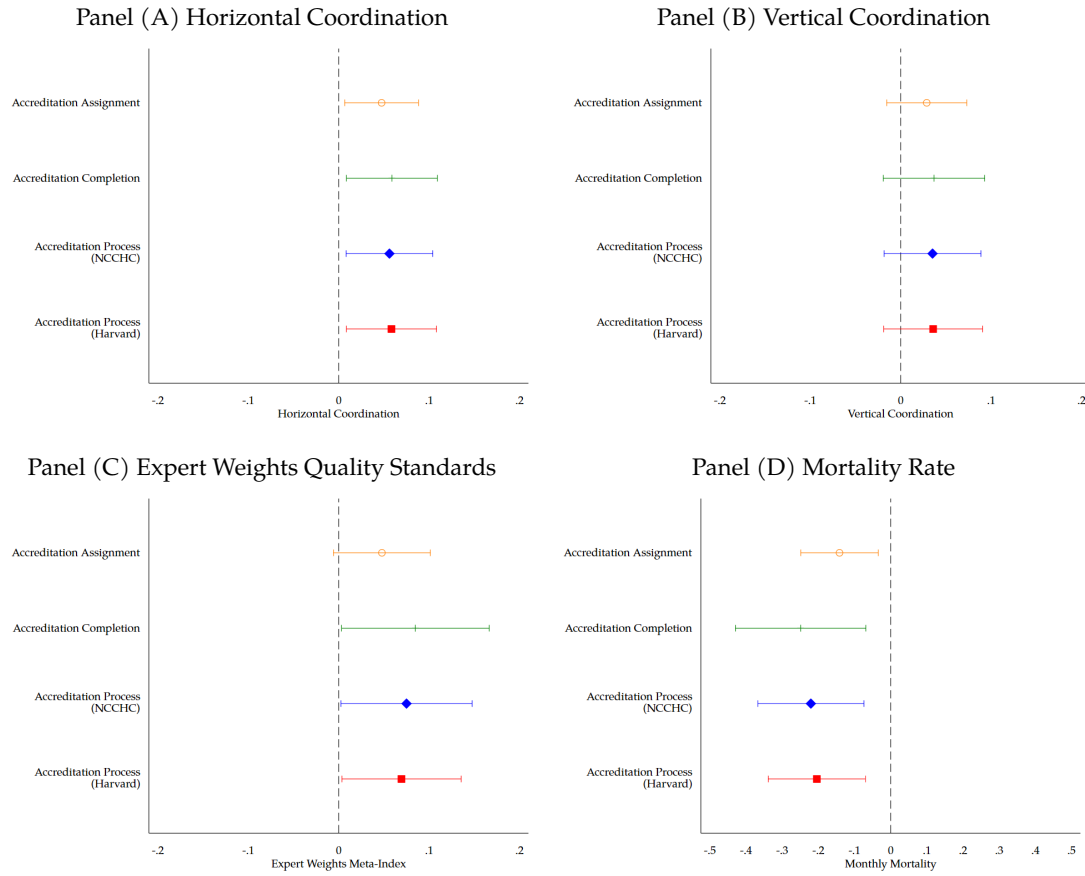 Panel (A) Horizontal Coordination
Accreditation Assignment
Accreditation Completion
Accreditation Process
(NCCHC)
Accreditation Process
(Harvard)
-.2 -.1 0 .1 .2
Horizontal Coordination
Panel (B) Vertical Coordination
Accreditation Assignment
Accreditation Completion
Accreditation Process
(NCCHC)
Accreditation Process
(Harvard)
-.2 -.1 0 .1 .2
Vertical Coordination
Panel (C) Expert Weights Quality Standards
Accreditation Assignment
Accreditation Completion
Accreditation Process
(NCCHC)
Accreditation Process
(Harvard)
-.2 -.1 0 .1 .2
Expert Weights Meta-Index
Panel (D) Mortality Rate
Accreditation Assignment
Accreditation Completion
Accreditation Process
(NCCHC)
Accreditation Process
(Harvard)
-.5 -.4 -.3 -.2 -.1 0 .1 .2 .3 .4 .5
Monthly Mortality